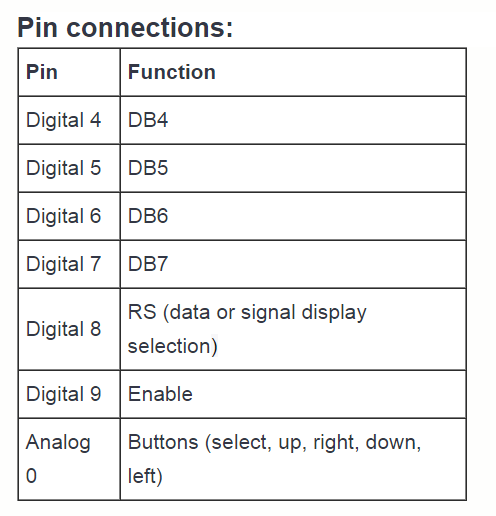 Pin connections:
Pin Function
Digital 4 DB4
Digital 5 DB5
Digital 6 DB6
Digital 7 DB7
Digital 8 RS (data or signal display
selection)
Digital 9 Enable
Analog Buttons (select, up, right, down,
0 left)